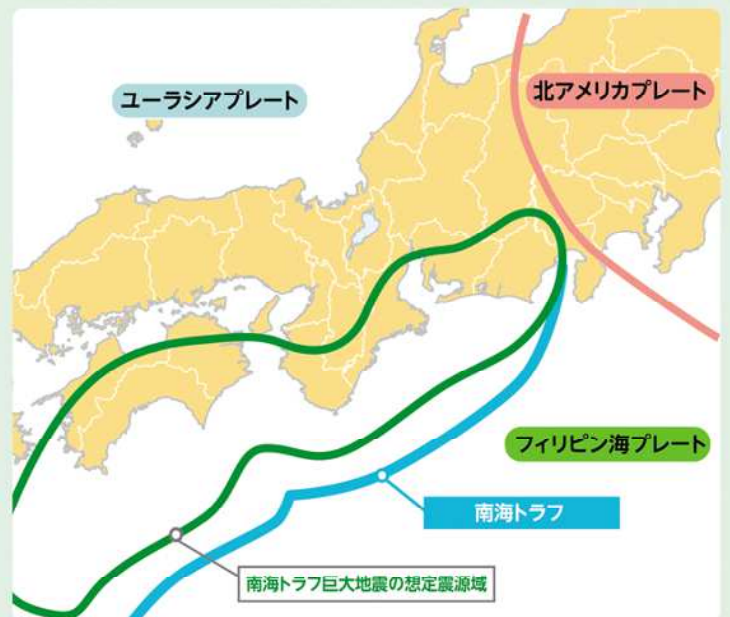 ユーラシアプレート
北アメリカプレート
フィリピン海プレート
南海トラフ
南海トラフ巨大地震の想定震源域